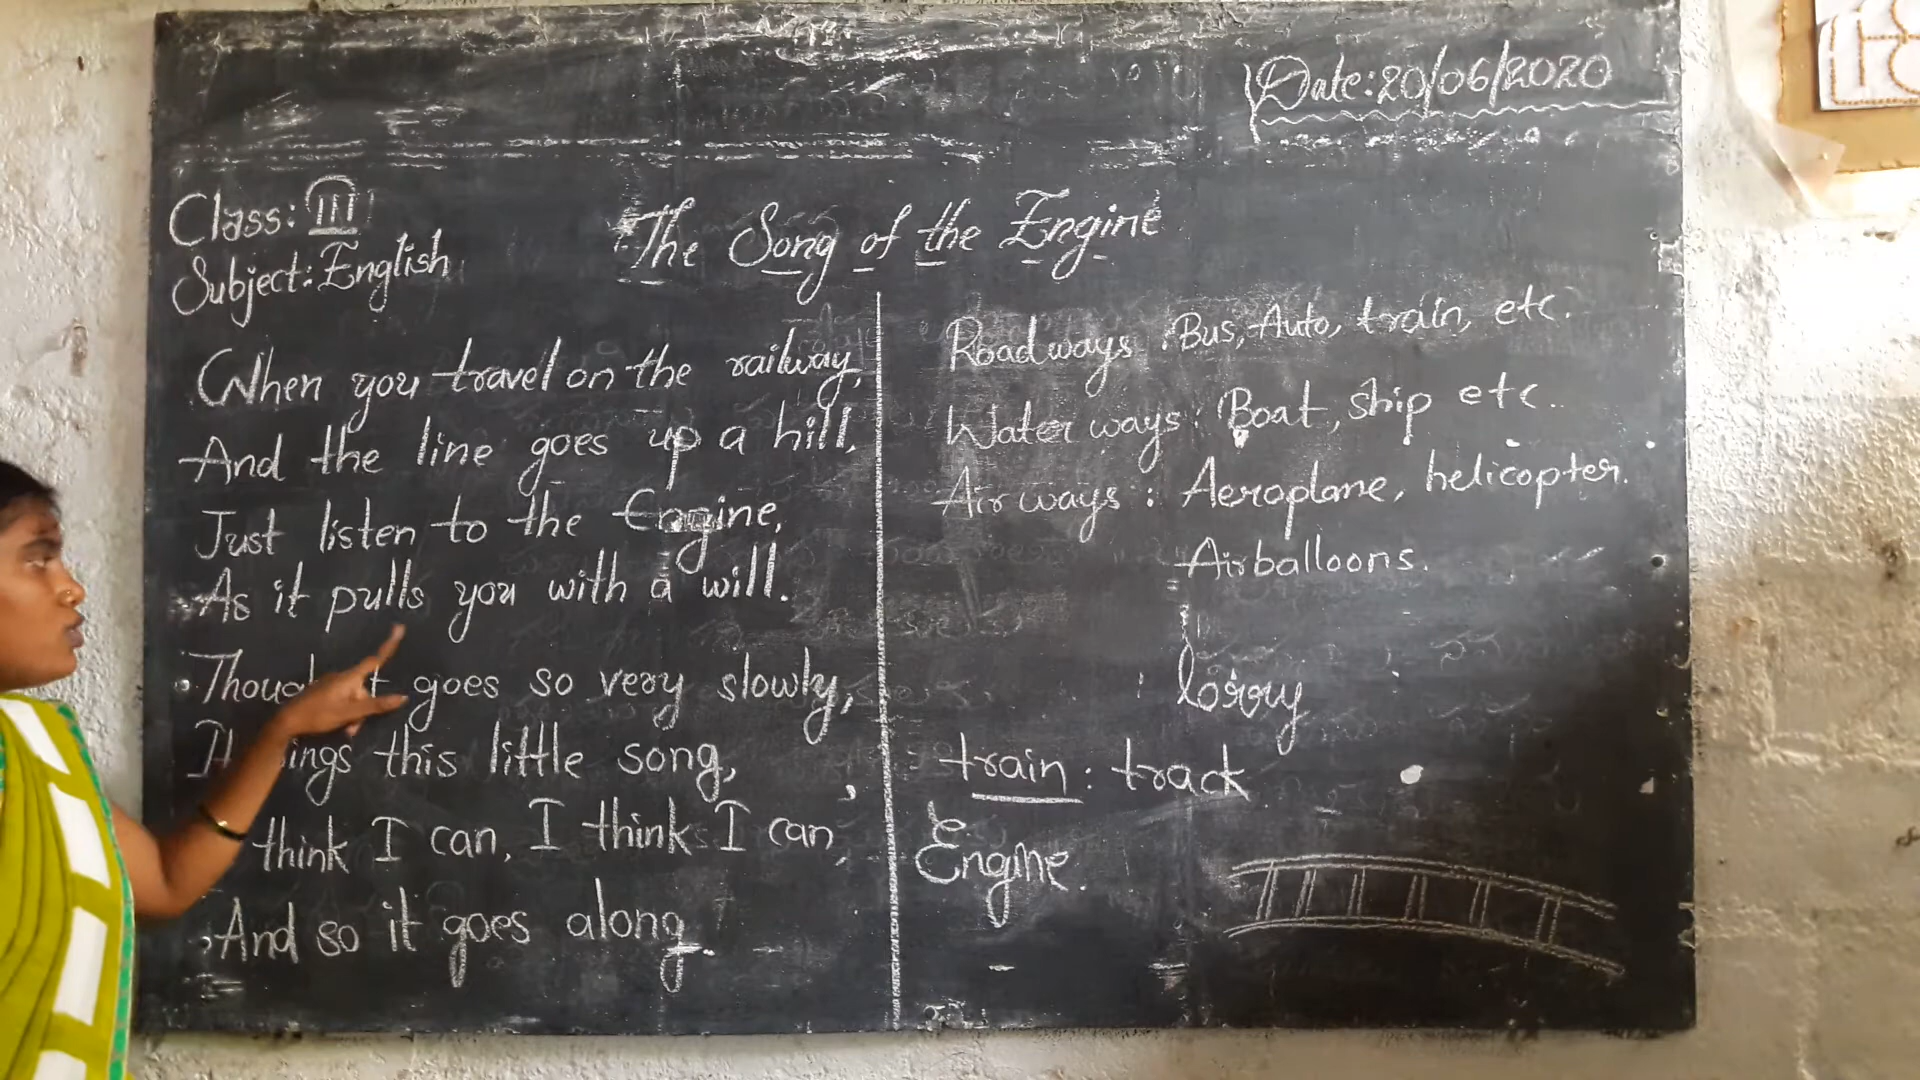 Date: 20/06/2020
Class: III
Subject: English
The Song of the Engine
When you travel on the railway,
And the line goes up a hill,
Just listen to the Engine,
As it pulls you with a will.
goes so very slowly,
this little song,
think I can, I think I can,
And so it goes along.
Roadways : Bus, Auto, train, etc.
Water ways : Boat, ship etc.
Airways : Aeroplane, helicopter.
Airballoons.
: lorry
train : track
Engine.